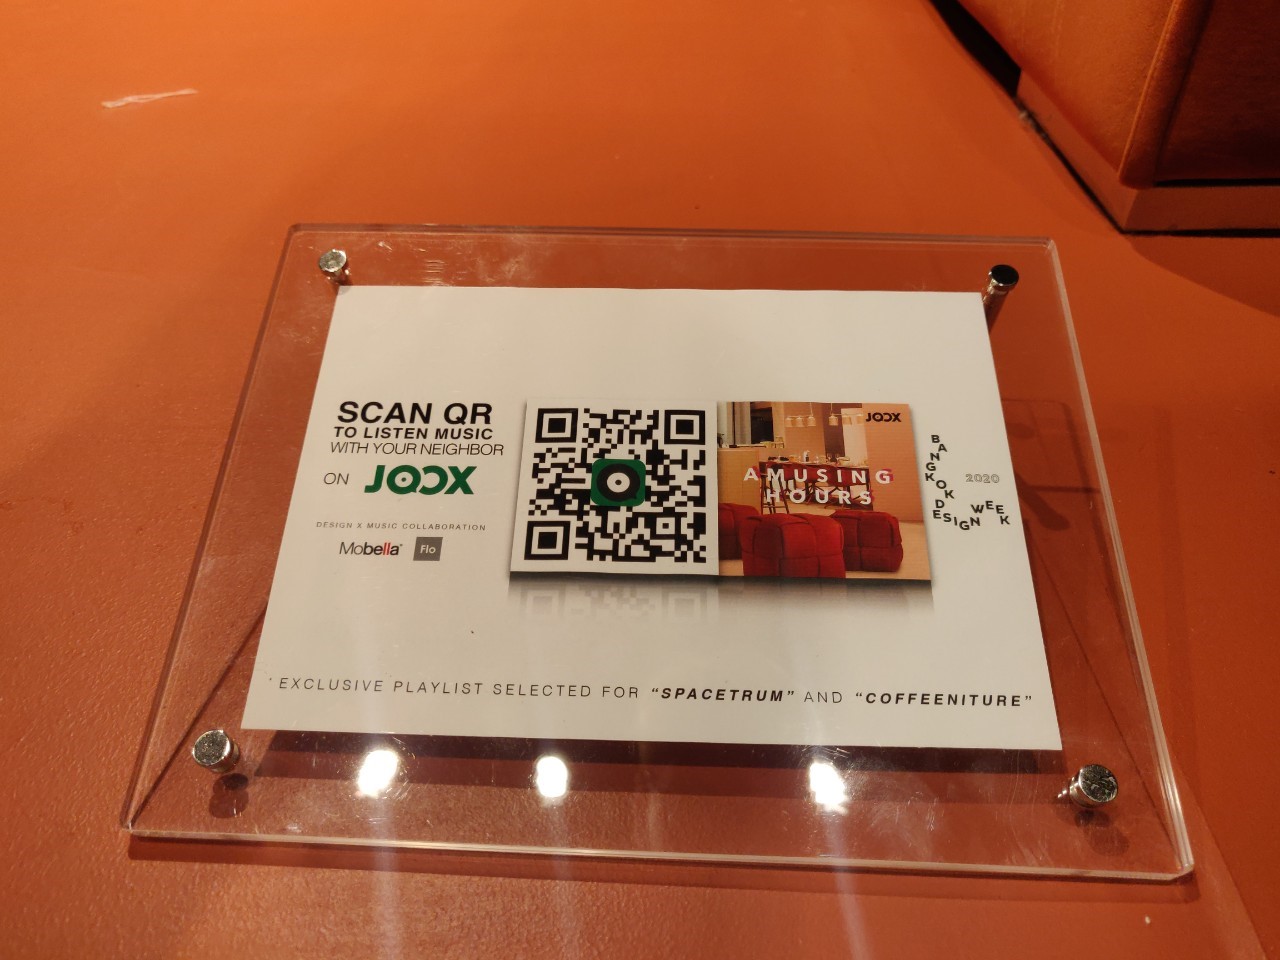 SCAN QR
TO LISTEN MUSIC
WITH YOUR NEIGHBOR
ON JOOX
DESIGN X MUSIC COLLABORATION
Mobella Flo
JOOX
AMUSING
HOURS
BANGKOK
DESIGN WEEK
2020
EXCLUSIVE PLAYLIST SELECTED FOR “SPACETRUM” AND “COFFEENITURE”